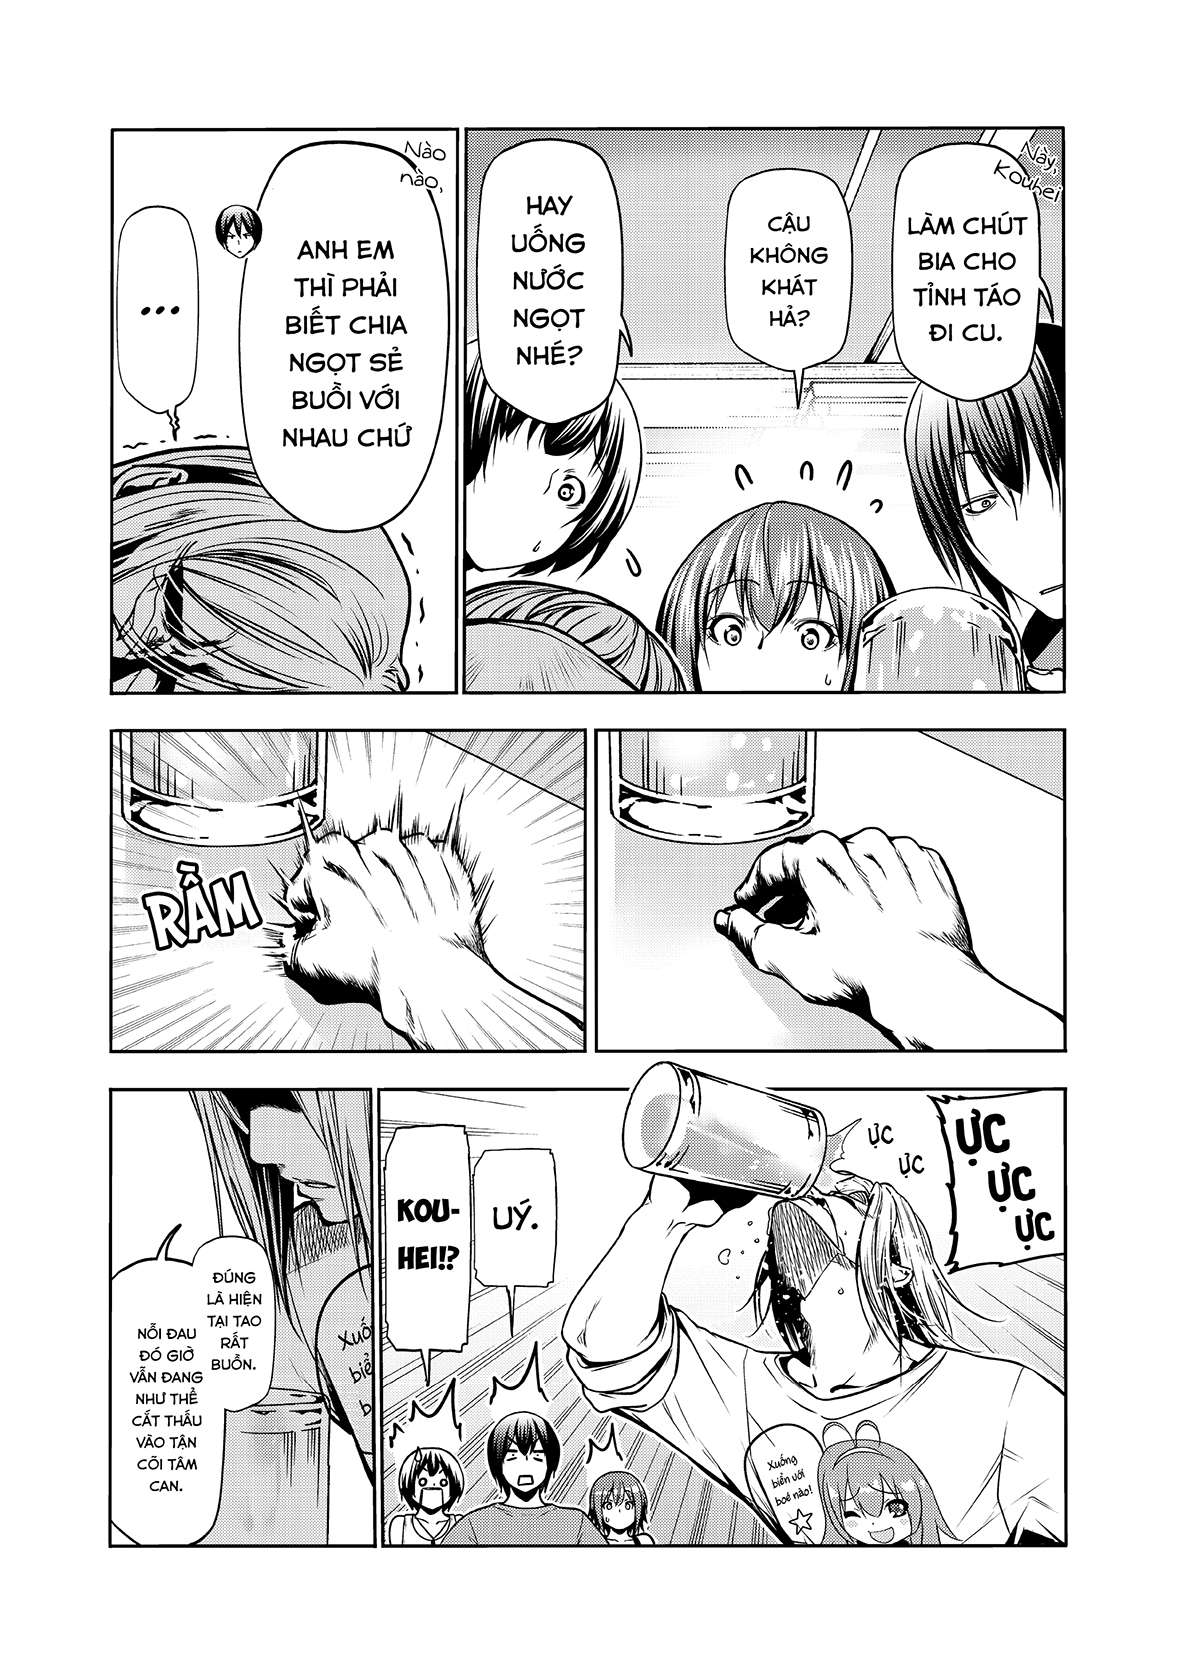 Này,
Kouhei
LÀM CHÚT
BIA CHO
TỈNH TÁO
ĐI CU.
CẬU
KHÔNG
KHÁT
HẢ?
HAY
UỐNG
NƯỚC
NGỌT
NHÉ?
Nào
nào,
ANH EM
THÌ PHẢI
BIẾT CHIA
NGỌT SẺ
BUỒI VỚI
NHAU CHỨ
...
RẦM
ỰC
ỰC
ỰC
ỰC
ỰC
UÝ.
KOU-
HEI!?
Xuống
biển với
boé nào!
ĐÚNG
LÀ HIỆN
TẠI TAO
RẤT
BUỒN.
NỖI ĐAU
ĐÓ GIỜ
VẪN ĐANG
NHƯ THỂ
CẮT THẤU
VÀO TẬN
CÕI TÂM
CAN.